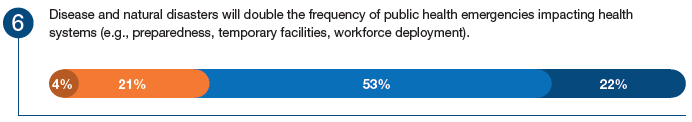 6
Disease and natural disasters will double the frequency of public health emergencies impacting health
systems (e.g., preparedness, temporary facilities, workforce deployment).
4% 21% 53% 22%